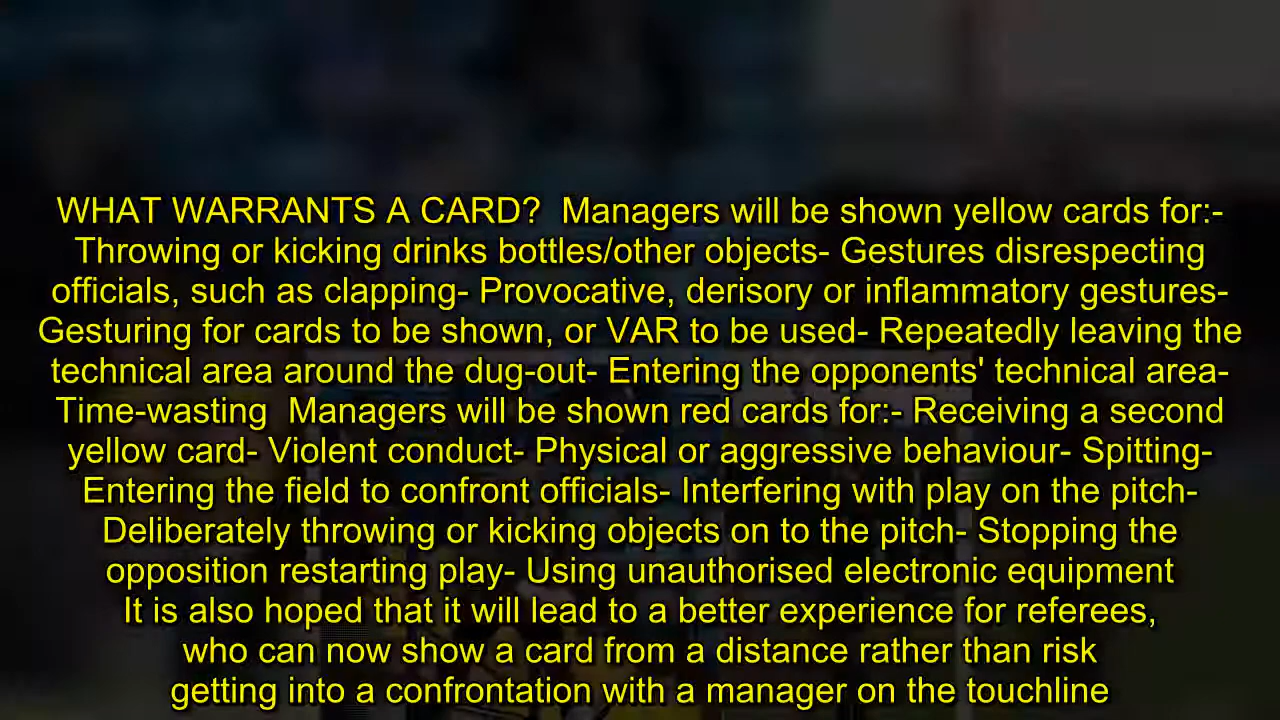 WHAT WARRANTS A CARD?  Managers will be shown yellow cards for:-
Throwing or kicking drinks bottles/other objects- Gestures disrespecting
officials, such as clapping- Provocative, derisory or inflammatory gestures-
Gesturing for cards to be shown, or VAR to be used- Repeatedly leaving the
technical area around the dug-out- Entering the opponents' technical area-
Time-wasting  Managers will be shown red cards for:- Receiving a second
yellow card- Violent conduct- Physical or aggressive behaviour- Spitting-
Entering the field to confront officials- Interfering with play on the pitch-
Deliberately throwing or kicking objects on to the pitch- Stopping the
opposition restarting play- Using unauthorised electronic equipment
It is also hoped that it will lead to a better experience for referees,
who can now show a card from a distance rather than risk
getting into a confrontation with a manager on the touchline